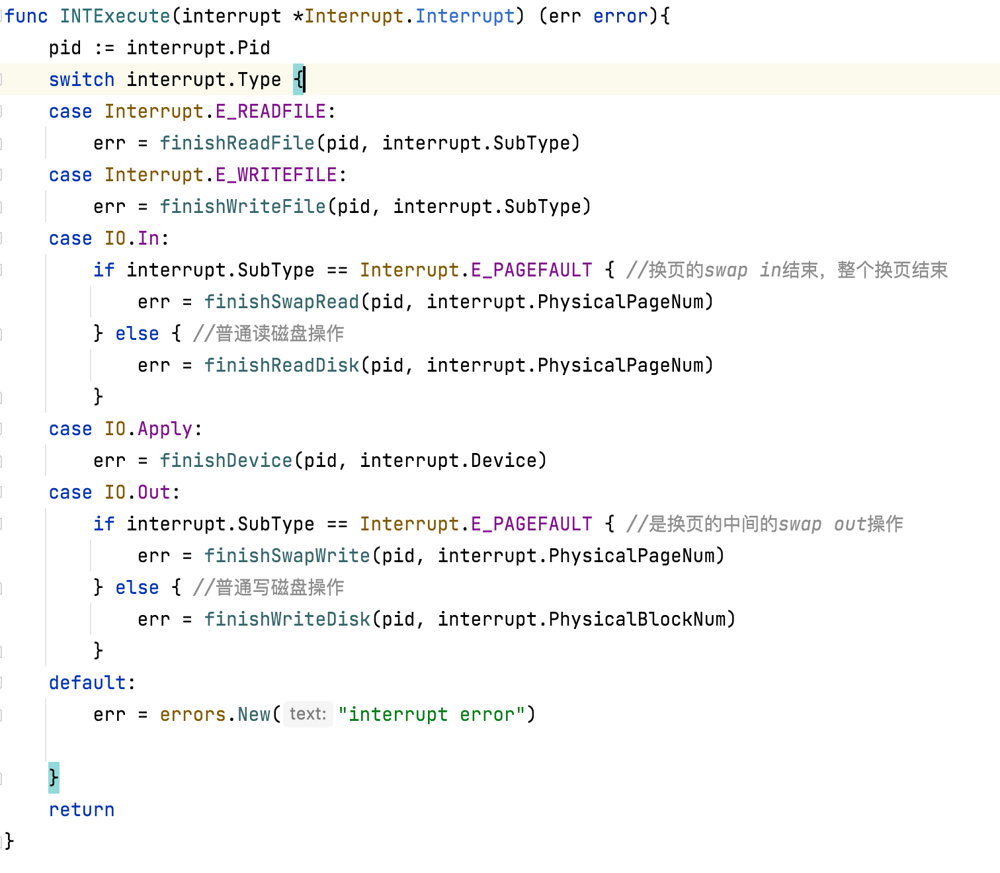 func INTExecute(interrupt *Interrupt.Interrupt) (err error){
    pid := interrupt.Pid
    switch interrupt.Type {
    case Interrupt.E_READFILE:
        err = finishReadFile(pid, interrupt.SubType)
    case Interrupt.E_WRITEFILE:
        err = finishWriteFile(pid, interrupt.SubType)
    case IO.In:
        if interrupt.SubType == Interrupt.E_PAGEFAULT { //换页的swap in结束，整个换页结束
            err = finishSwapRead(pid, interrupt.PhysicalPageNum)
        } else { //普通读磁盘操作
            err = finishReadDisk(pid, interrupt.PhysicalPageNum)
        }
    case IO.Apply:
        err = finishDevice(pid, interrupt.Device)
    case IO.Out:
        if interrupt.SubType == Interrupt.E_PAGEFAULT { //是换页的中间的swap out操作
            err = finishSwapWrite(pid, interrupt.PhysicalPageNum)
        } else { //普通写磁盘操作
            err = finishWriteDisk(pid, interrupt.PhysicalBlockNum)
        }
    default:
        err = errors.New( text: "interrupt error")
    }
    return
}